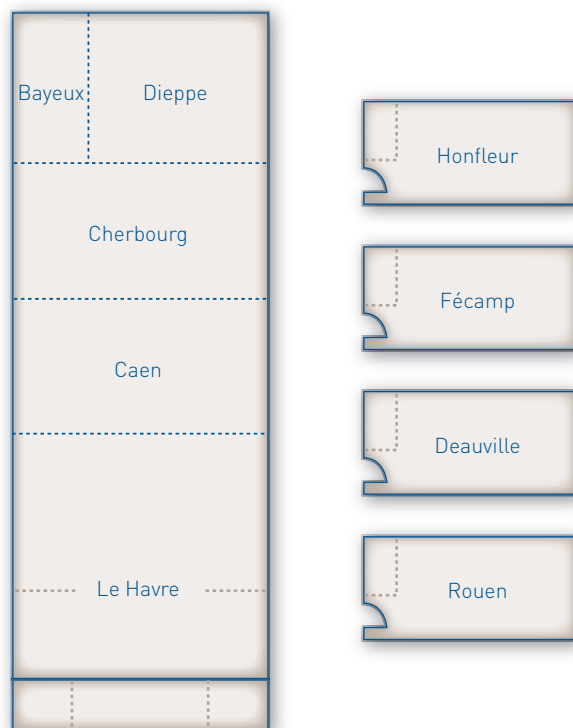 Bayeux
Dieppe
Cherbourg
Caen
Le Havre
Honfleur
Fécamp
Deauville
Rouen